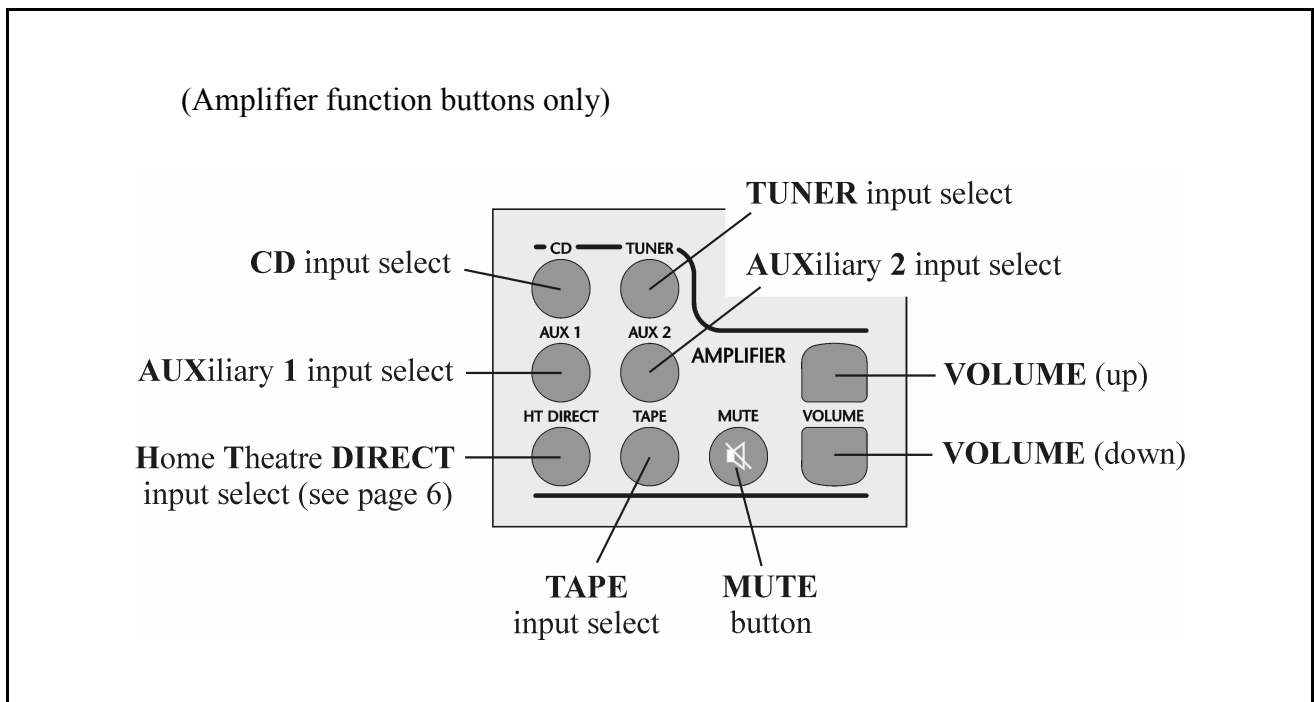 (Amplifier function buttons only)
TUNER input select
CD input select
AUXiliary 2 input select
AUXiliary 1 input select
Home Theatre DIRECT
input select (see page 6)
CD
TUNER
AUX 1
AUX 2
AMPLIFIER
HT DIRECT
TAPE
MUTE
VOLUME
VOLUME (up)
VOLUME (down)
TAPE
input select
MUTE
button